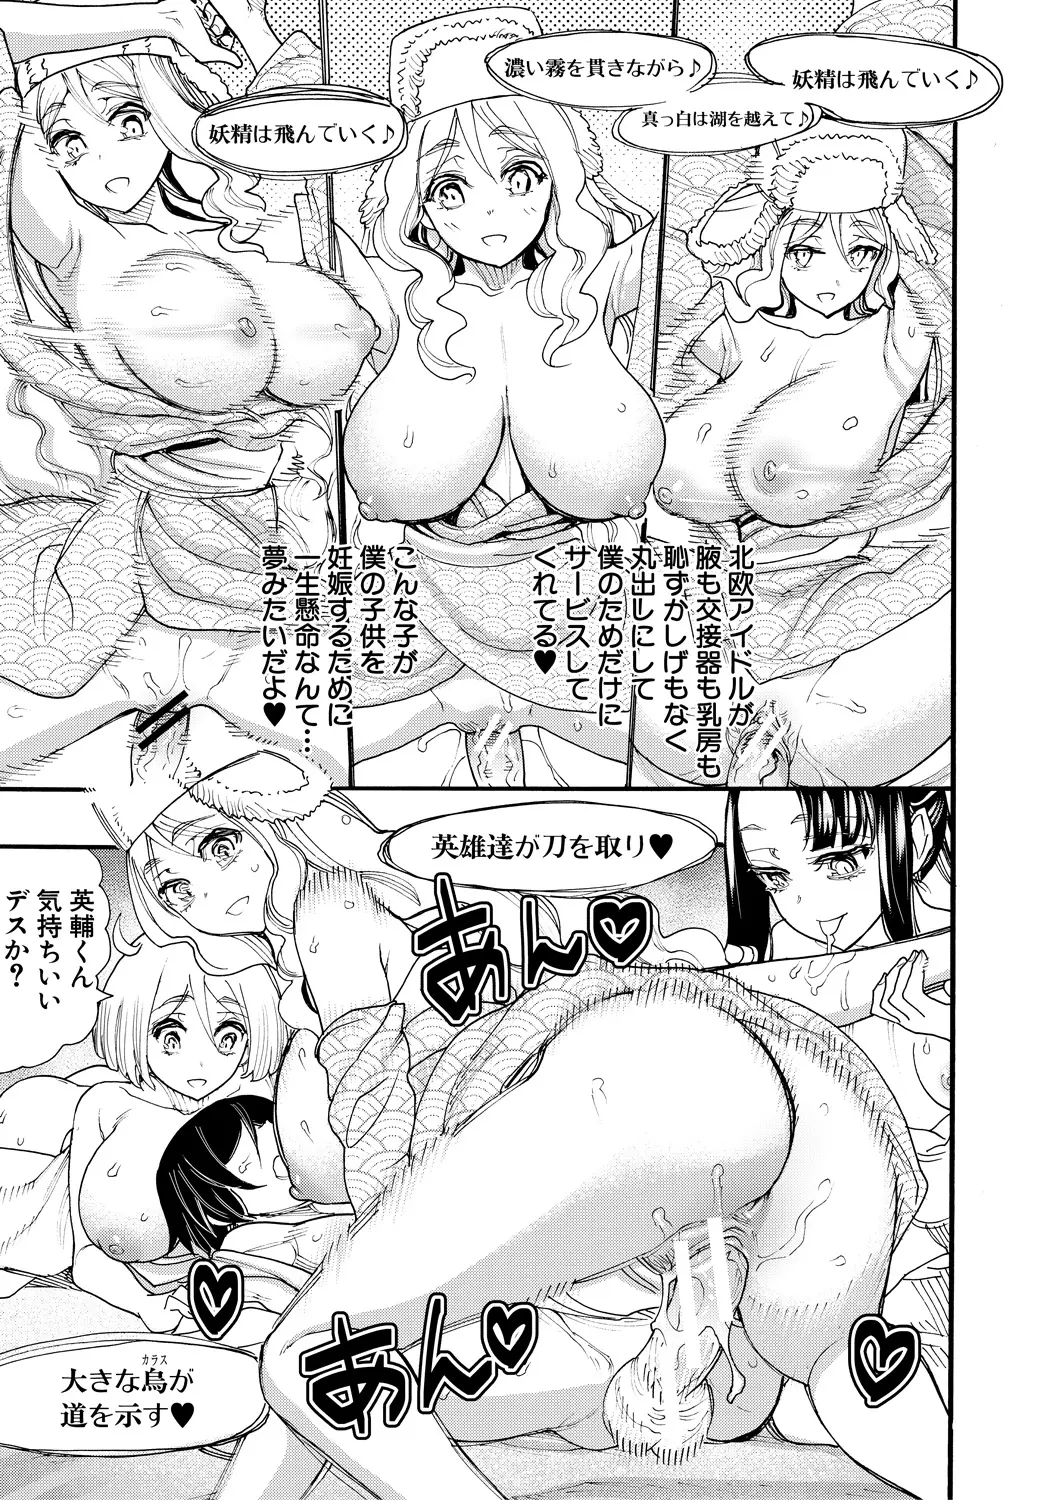 妖精は飛んでいく♪
濃い霧を貫きながら♪
真っ白は湖を越えて♪
妖精は飛んでいく♪
北欧アイドルが
腋も交接器も乳房も
恥ずかしげもなく
丸出しにして
僕のためだけに
サービスして
くれてる♥
こんな子が
僕の子供を
妊娠するために
一生懸命なんて…
夢みたいだよ♥
英雄達が刀を取り♥
あん♡
英輔くん
気持ちいい
デスか?
あん♡
大きな烏が
カラス
道を示す♥